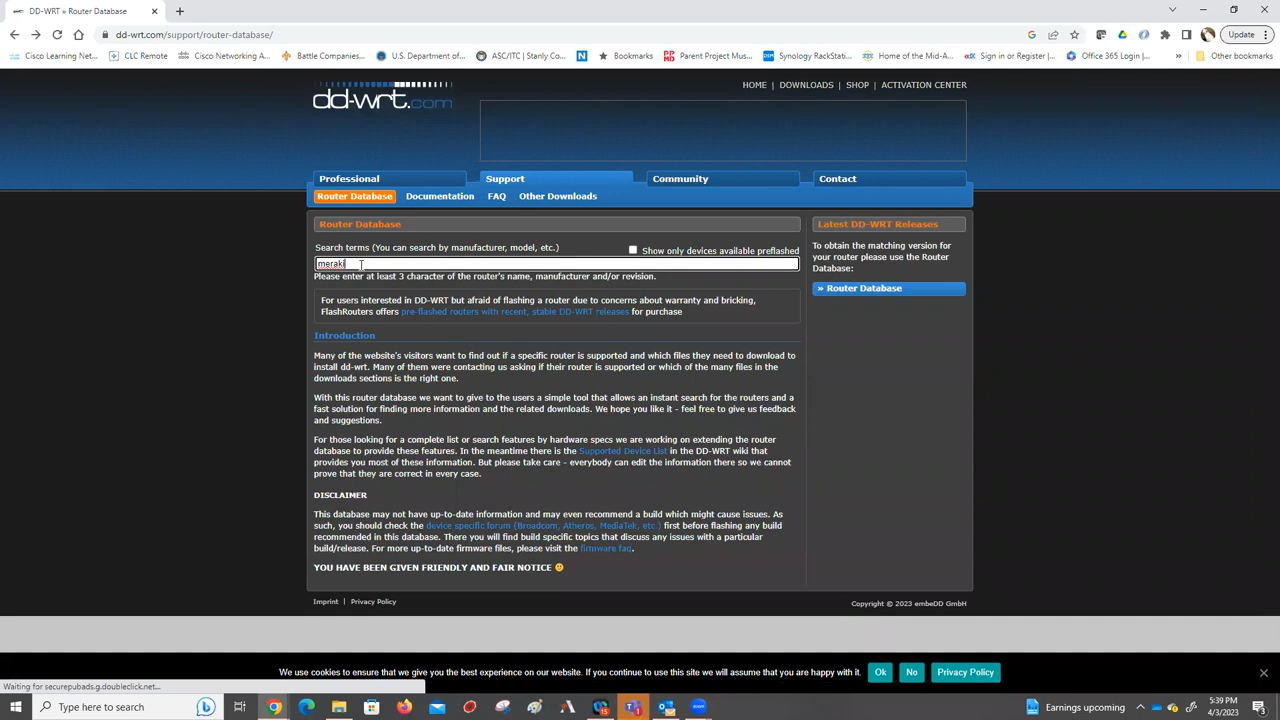 DD-WRT » Router Database
dd-wrt.com/support/router-database/
Update
Cisco Learning Net...
CLC Remote
Cisco Networking A...
Battle Companies...
U.S. Department of...
ASC/ITC | Stanly Co...
Bookmarks
Parent Project Mus...
Synology RackStati...
Home of the Mid-A...
Sign in or Register |...
Office 365 Login |...
»
Other bookmarks
dd-wrt.com
HOME | DOWNLOADS | SHOP | ACTIVATION CENTER
Professional
Support
Community
Contact
Router Database
Documentation
FAQ
Other Downloads
Router Database
Search terms (You can search by manufacturer, model, etc.)
Show only devices available preflashed
meraki
Please enter at least 3 character of the router's name, manufacturer and/or revision.
For users interested in DD-WRT but afraid of flashing a router due to concerns about warranty and bricking,
FlashRouters offers pre-flashed routers with recent, stable DD-WRT releases for purchase
Introduction
Many of the website's visitors want to find out if a specific router is supported and which files they need to download to
install dd-wrt. Many of them were contacting us asking if their router is supported or which of the many files in the
downloads sections is the right one.
With this router database we want to give to the users a simple tool that allows an instant search for the routers and a
fast solution for finding more information and the related downloads. We hope you like it - feel free to give us feedback
and suggestions.
For those looking for a complete list or search features by hardware specs we are working on extending the router
database to provide these features. In the meantime there is the Supported Device List in the DD-WRT wiki that
provides you most of these information. But please take care - everybody can edit the information there so we cannot
prove that they are correct in every case.
DISCLAIMER
This database may not have up-to-date information and may even recommend a build which might cause issues. As
such, you should check the device specific forum (Broadcom, Atheros, MediaTek, etc.) first before flashing any build
recommended in this database. There you will find build specific topics that discuss any issues with a particular
build/release. For more up-to-date firmware files, please visit the firmware faq.
YOU HAVE BEEN GIVEN FRIENDLY AND FAIR NOTICE 🙂
Latest DD-WRT Releases
To obtain the matching version for
your router please use the Router
Database:
» Router Database
Imprint | Privacy Policy
Copyright © 2023 embeDD GmbH
We use cookies to ensure that we give you the best experience on our website. If you continue to use this site we will assume that you are happy with it.
Ok
No
Privacy Policy
Waiting for securepubads.g.doubleclick.net...
Type here to search
Earnings upcoming
5:39 PM
4/3/2023